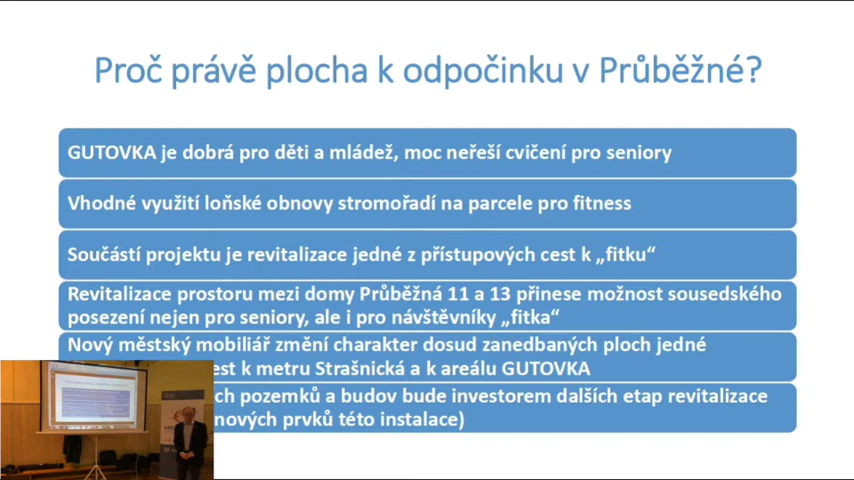 Proč právě plocha k odpočinku v Průběžné?
GUTOVKA je dobrá pro děti a mládež, moc neřeší cvičení pro seniory
Vhodné využití loňské obnovy stromořadí na parcele pro fitness
Součástí projektu je revitalizace jedné z přístupových cest k „fitku“
Revitalizace prostoru mezi domy Průběžná 11 a 13 přinese možnost sousedského
posezení nejen pro seniory, ale i pro návštěvníky „fitka“
Nový městský mobiliář změní charakter dosud zanedbaných ploch jedné
cest k metru Strašnická a k areálu GUTOVKA
pozemků a budov bude investorem dalších etap revitalizace
nových prvků této instalace)